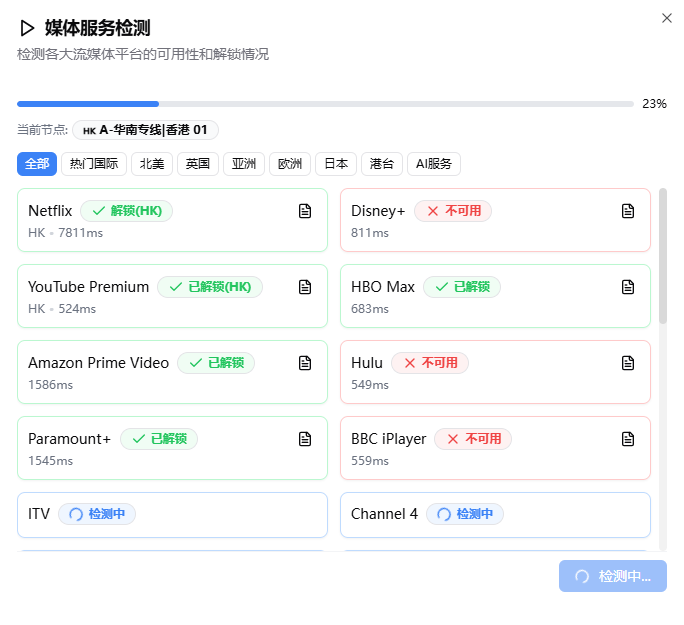 媒体服务检测
检测各大流媒体平台的可用性和解锁情况
23%
当前节点: HK A-华南专线|香港 01
全部 热门国际 北美 英国 亚洲 欧洲 日本 港台 AI服务
Netflix 解锁(HK)
HK • 7811ms
Disney+ 不可用
811ms
YouTube Premium 已解锁(HK)
HK • 524ms
HBO Max 已解锁
683ms
Amazon Prime Video 已解锁
1586ms
Hulu 不可用
549ms
Paramount+ 已解锁
1545ms
BBC iPlayer 不可用
559ms
ITV 检测中
Channel 4 检测中
检测中...